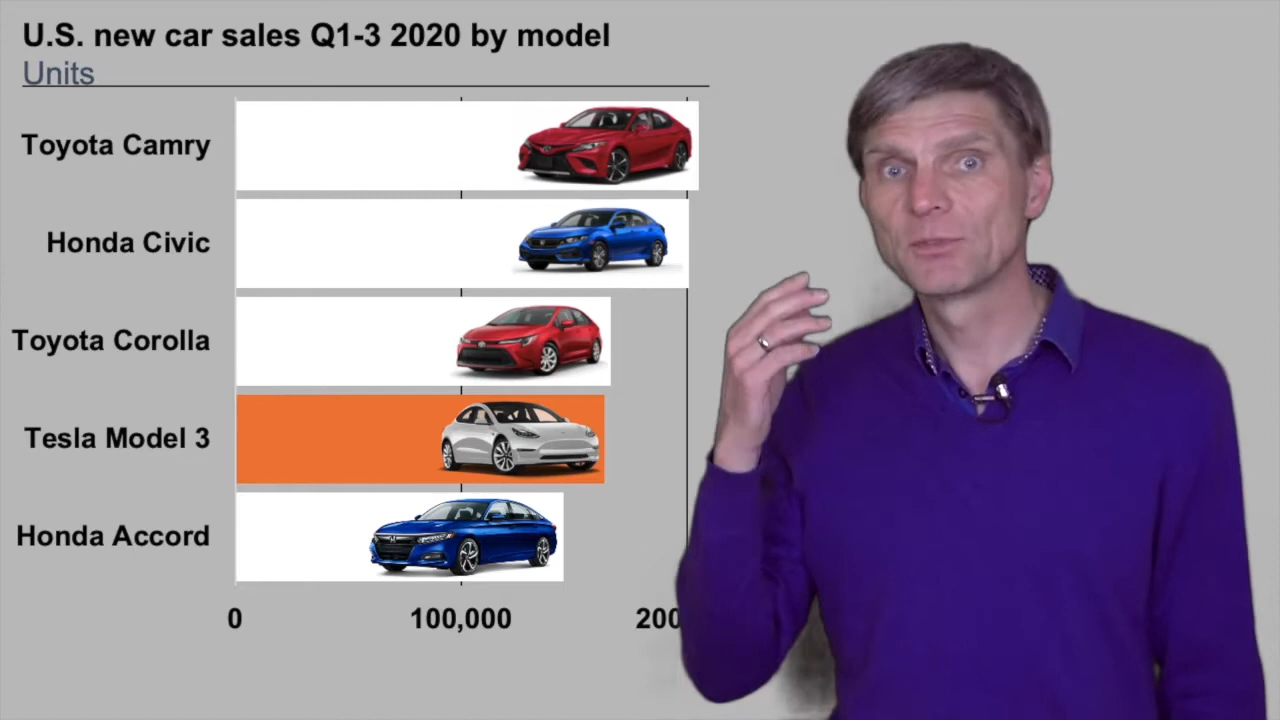 U.S. new car sales Q1-3 2020 by model
Units
Toyota Camry
Honda Civic
Toyota Corolla
Tesla Model 3
Honda Accord
0 100,000 200